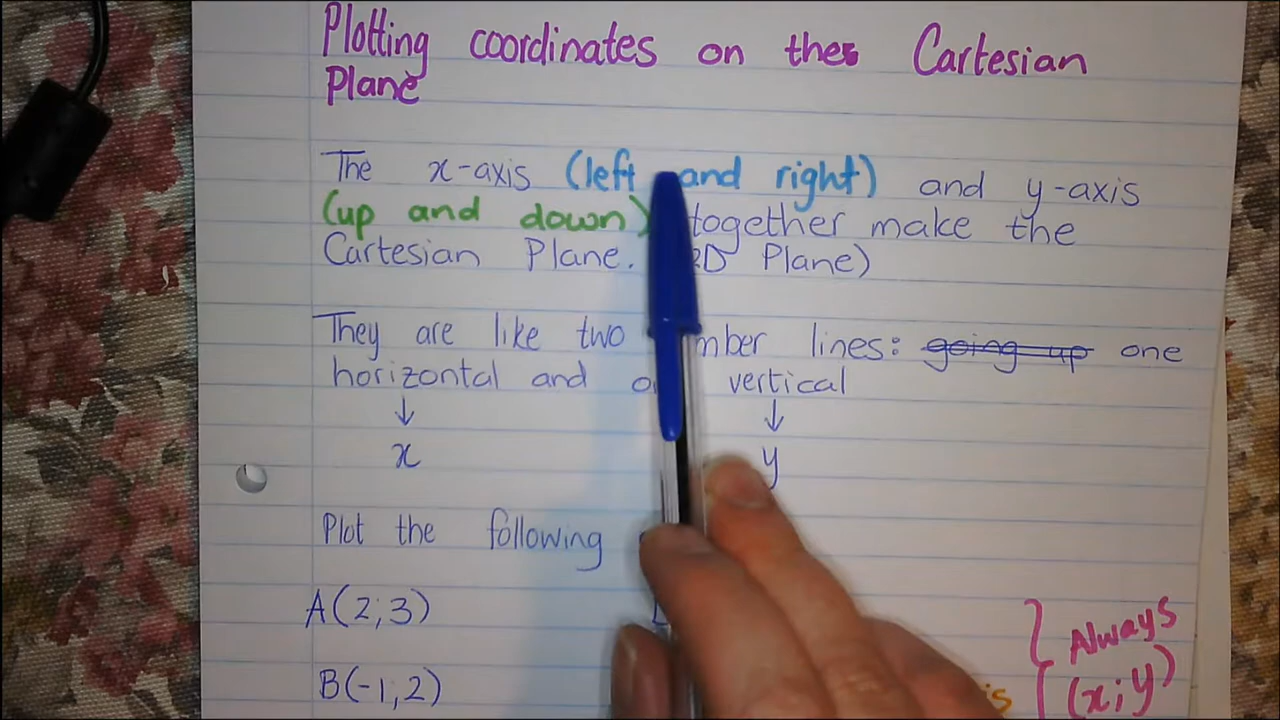 Plotting coordinates on the Cartesian
Plane
The x-axis (left and right) and y-axis
(up and down) together make the
Cartesian Plane. 2D Plane)
They are like two lines: going up one
horizontal and vertical
↓ ↓
x y
Plot the following
A(2;3)
B(-1;2)
Always
(x;y)